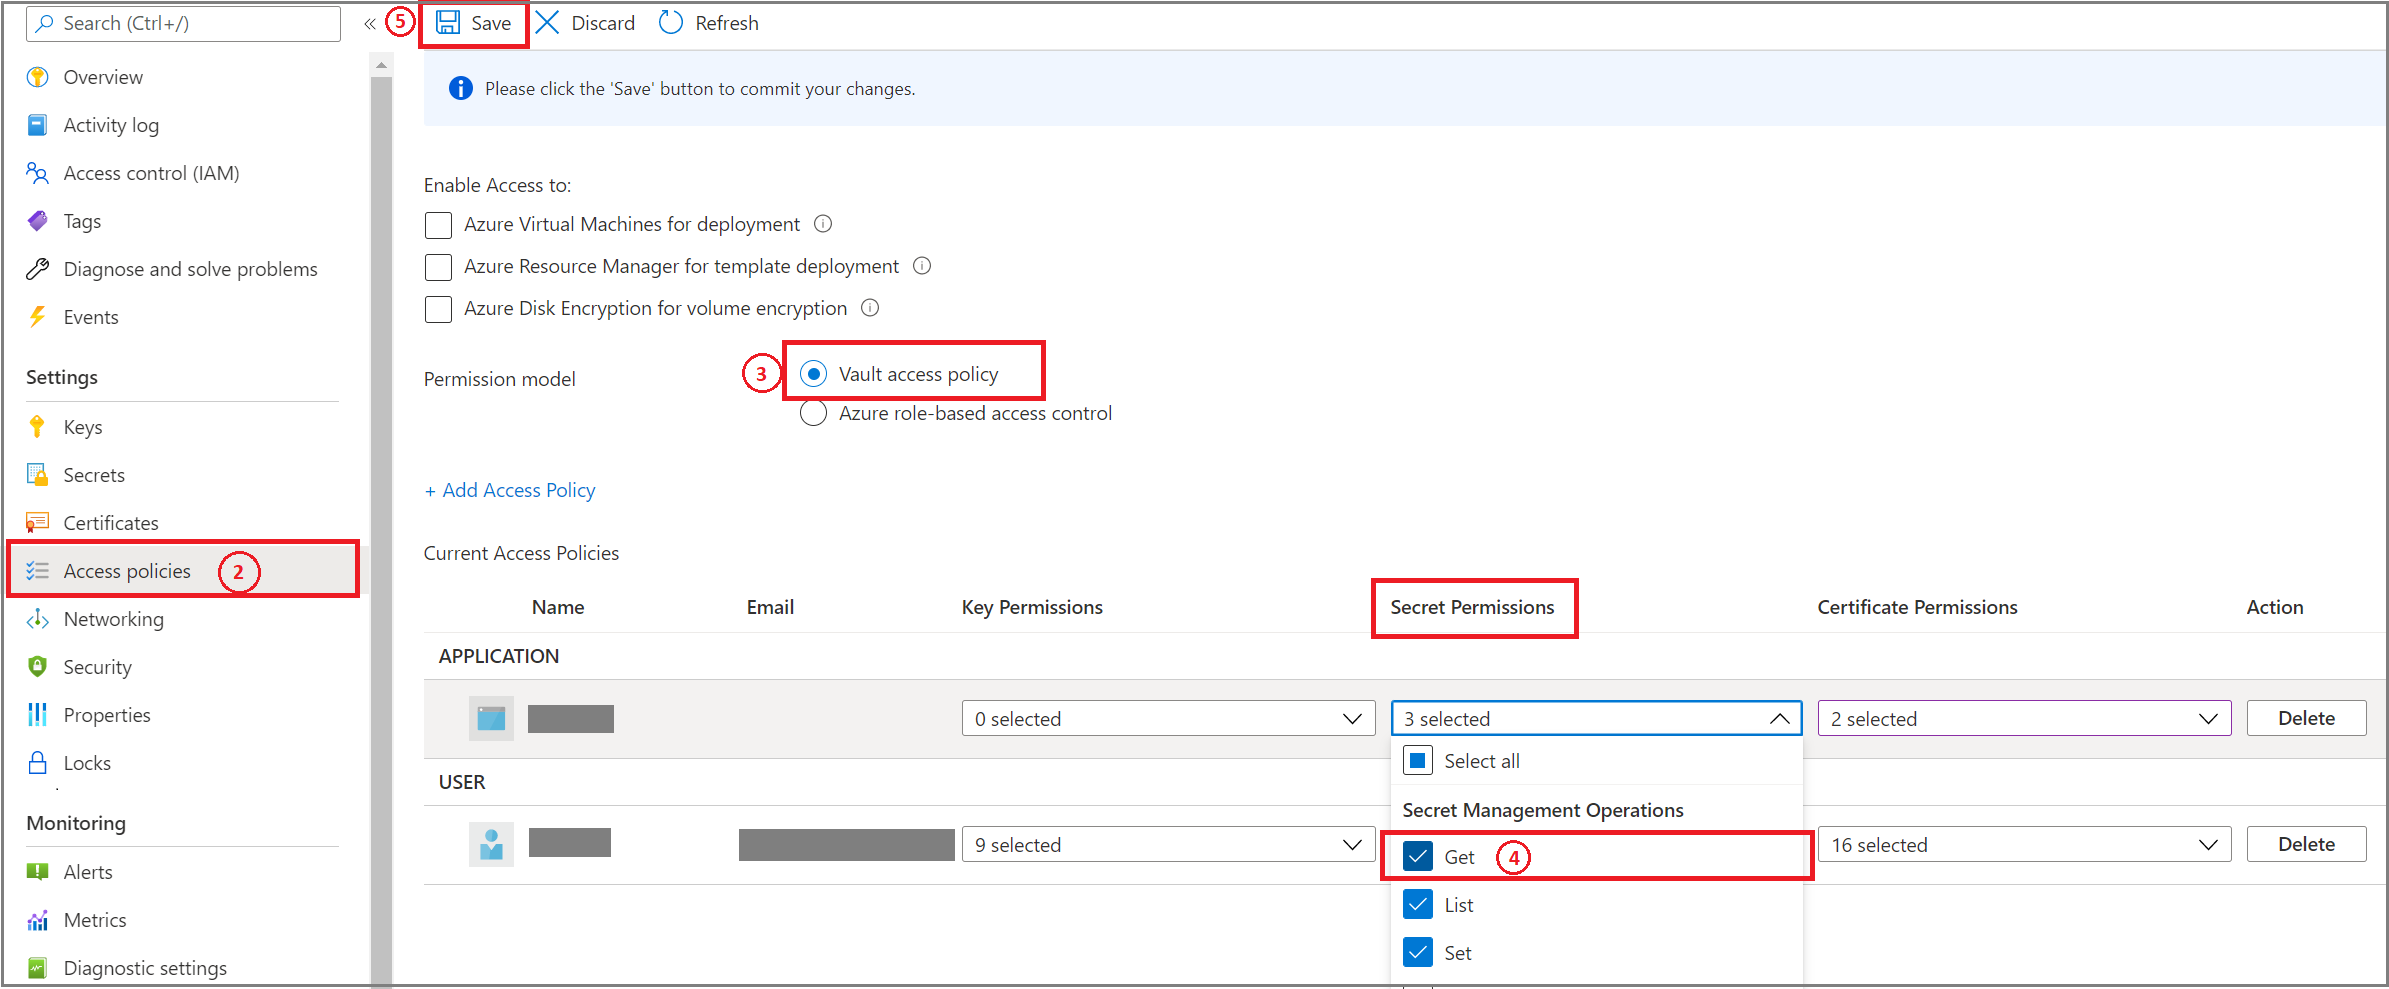 Search (Ctrl+/)
«
5
Save
Discard
Refresh
Overview
Activity log
Access control (IAM)
Tags
Diagnose and solve problems
Events
Settings
Keys
Secrets
Certificates
Access policies 2
Networking
Security
Properties
Locks
Monitoring
Alerts
Metrics
Diagnostic settings
Please click the 'Save' button to commit your changes.
Enable Access to:
Azure Virtual Machines for deployment
Azure Resource Manager for template deployment
Azure Disk Encryption for volume encryption
Permission model
3 Vault access policy
Azure role-based access control
+ Add Access Policy
Current Access Policies
Name Email Key Permissions Secret Permissions Certificate Permissions Action
APPLICATION
0 selected 3 selected 2 selected Delete
Select all
USER
Secret Management Operations
9 selected 16 selected Delete
Get 4
List
Set